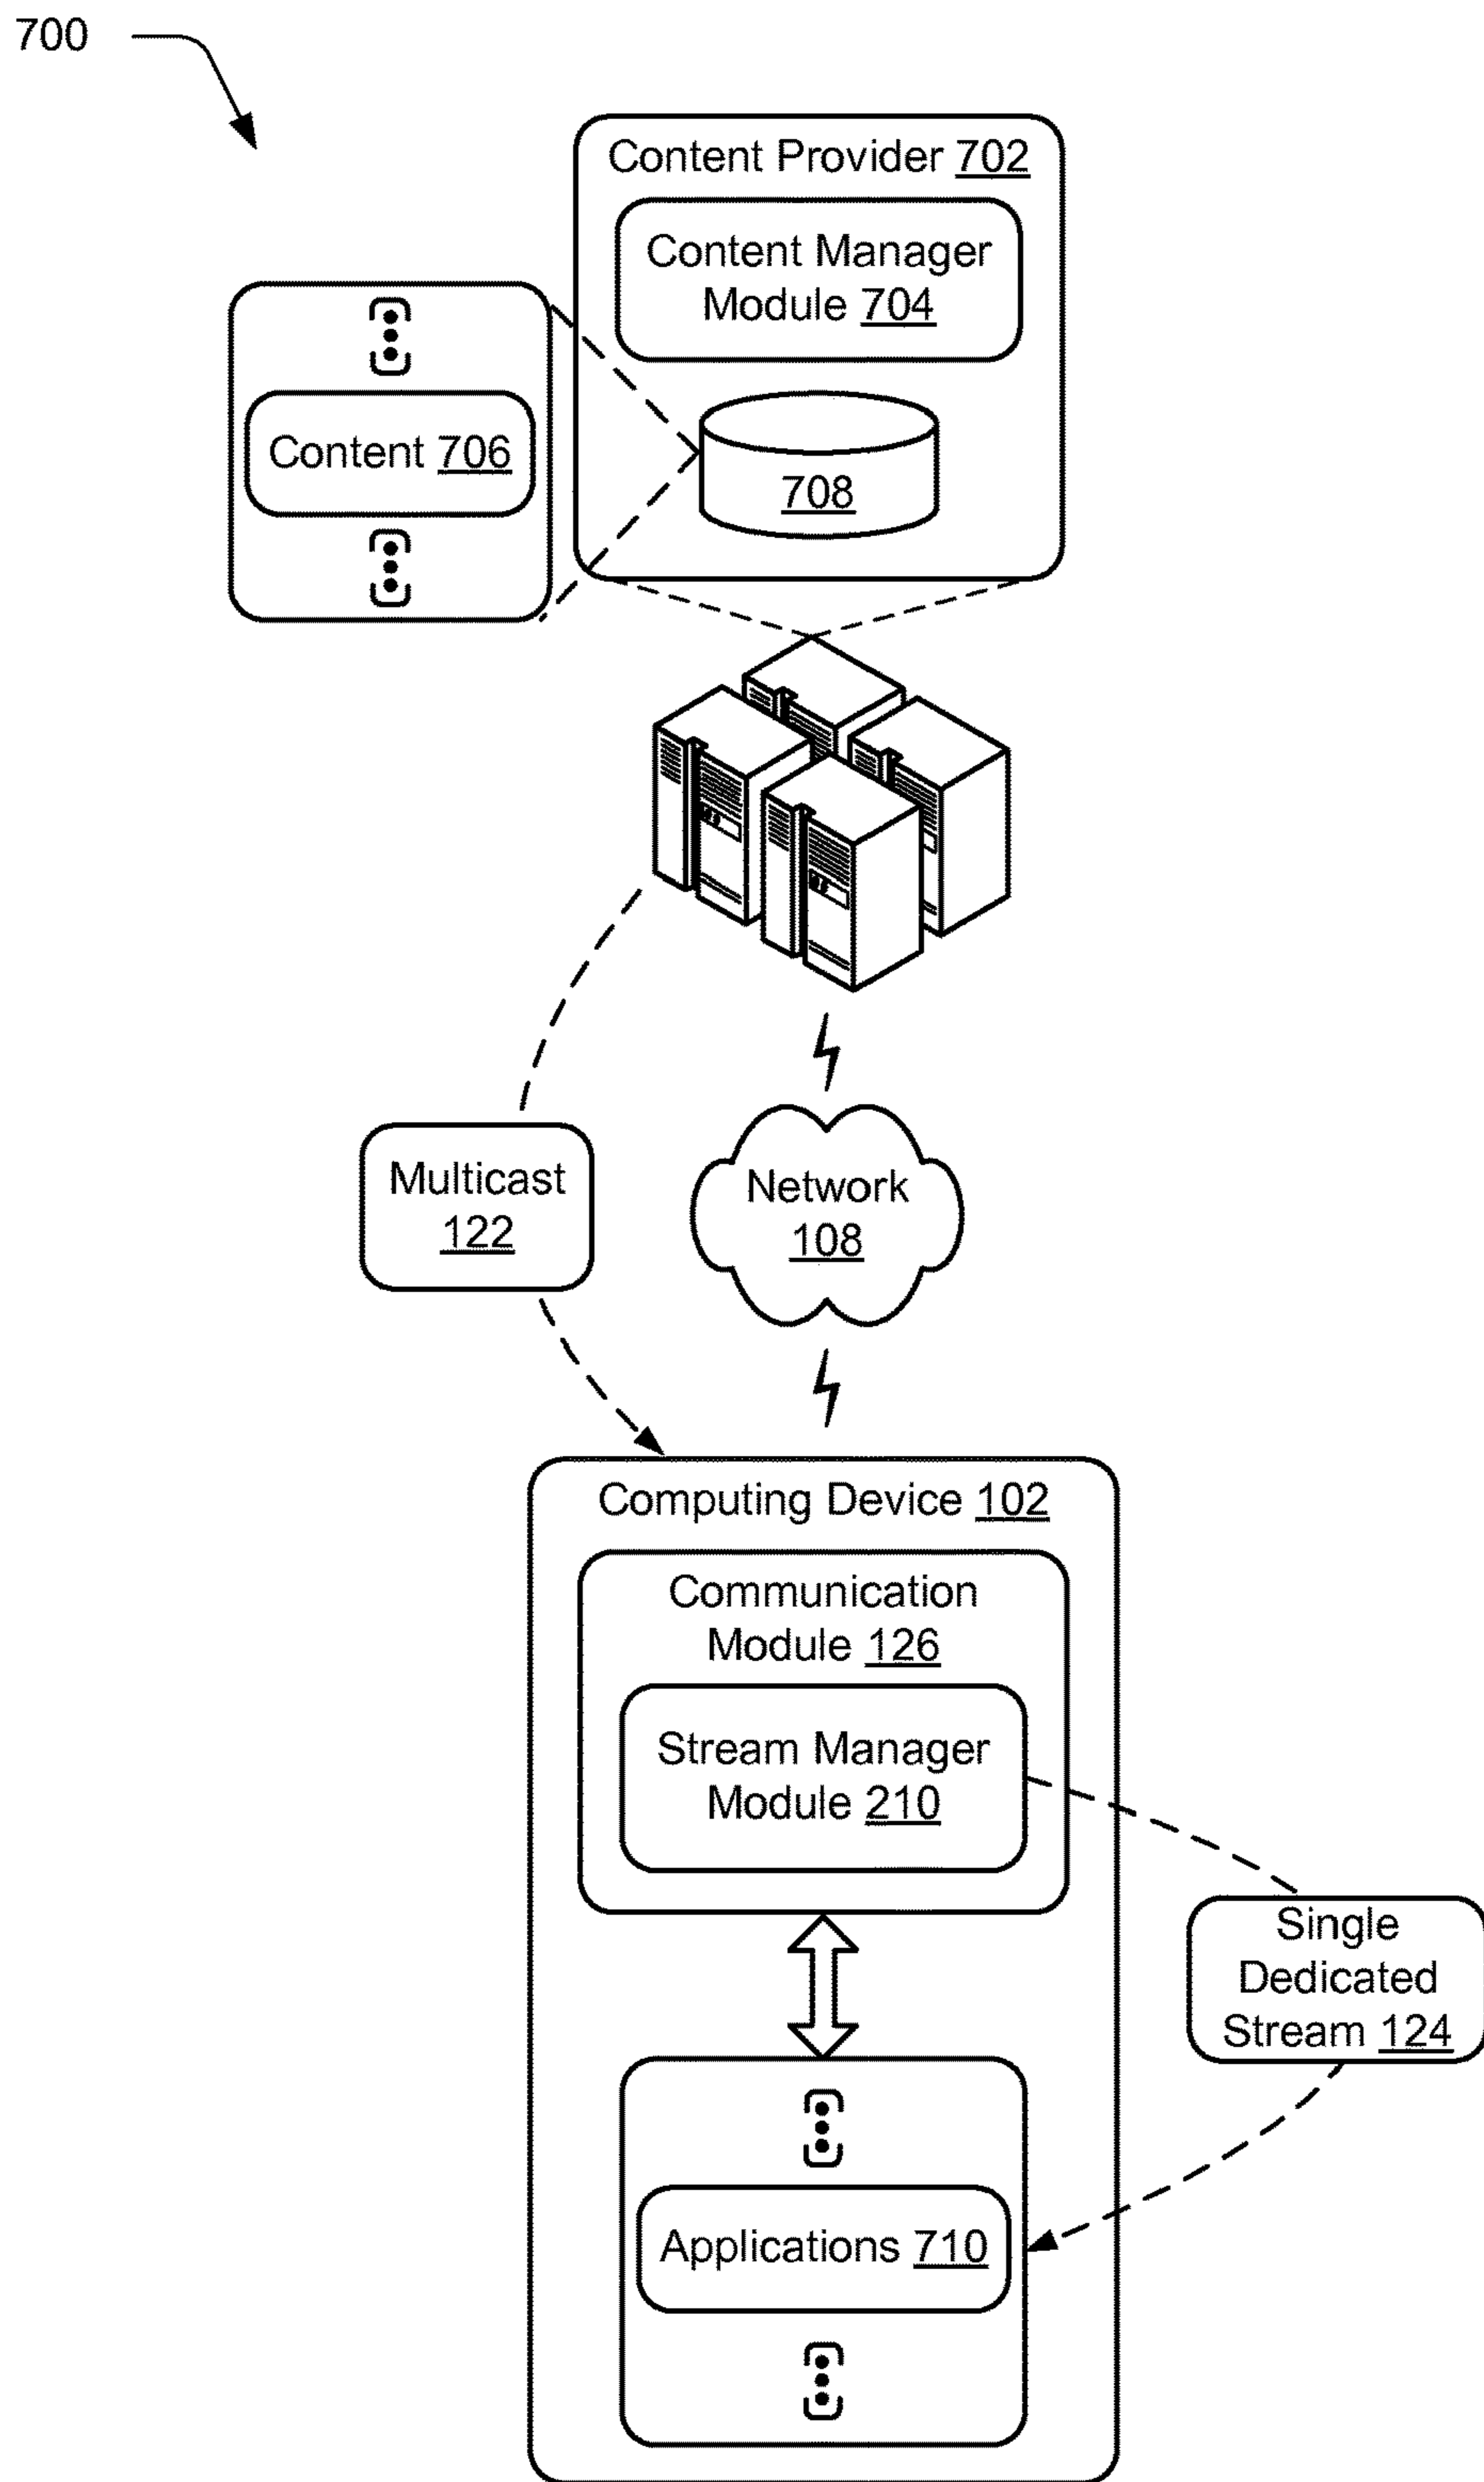 700
Content Provider 702
Content Manager
Module 704
Content 706
708
Multicast
122
Network
108
Computing Device 102
Communication
Module 126
Stream Manager
Module 210
Single
Dedicated
Stream 124
Applications 710